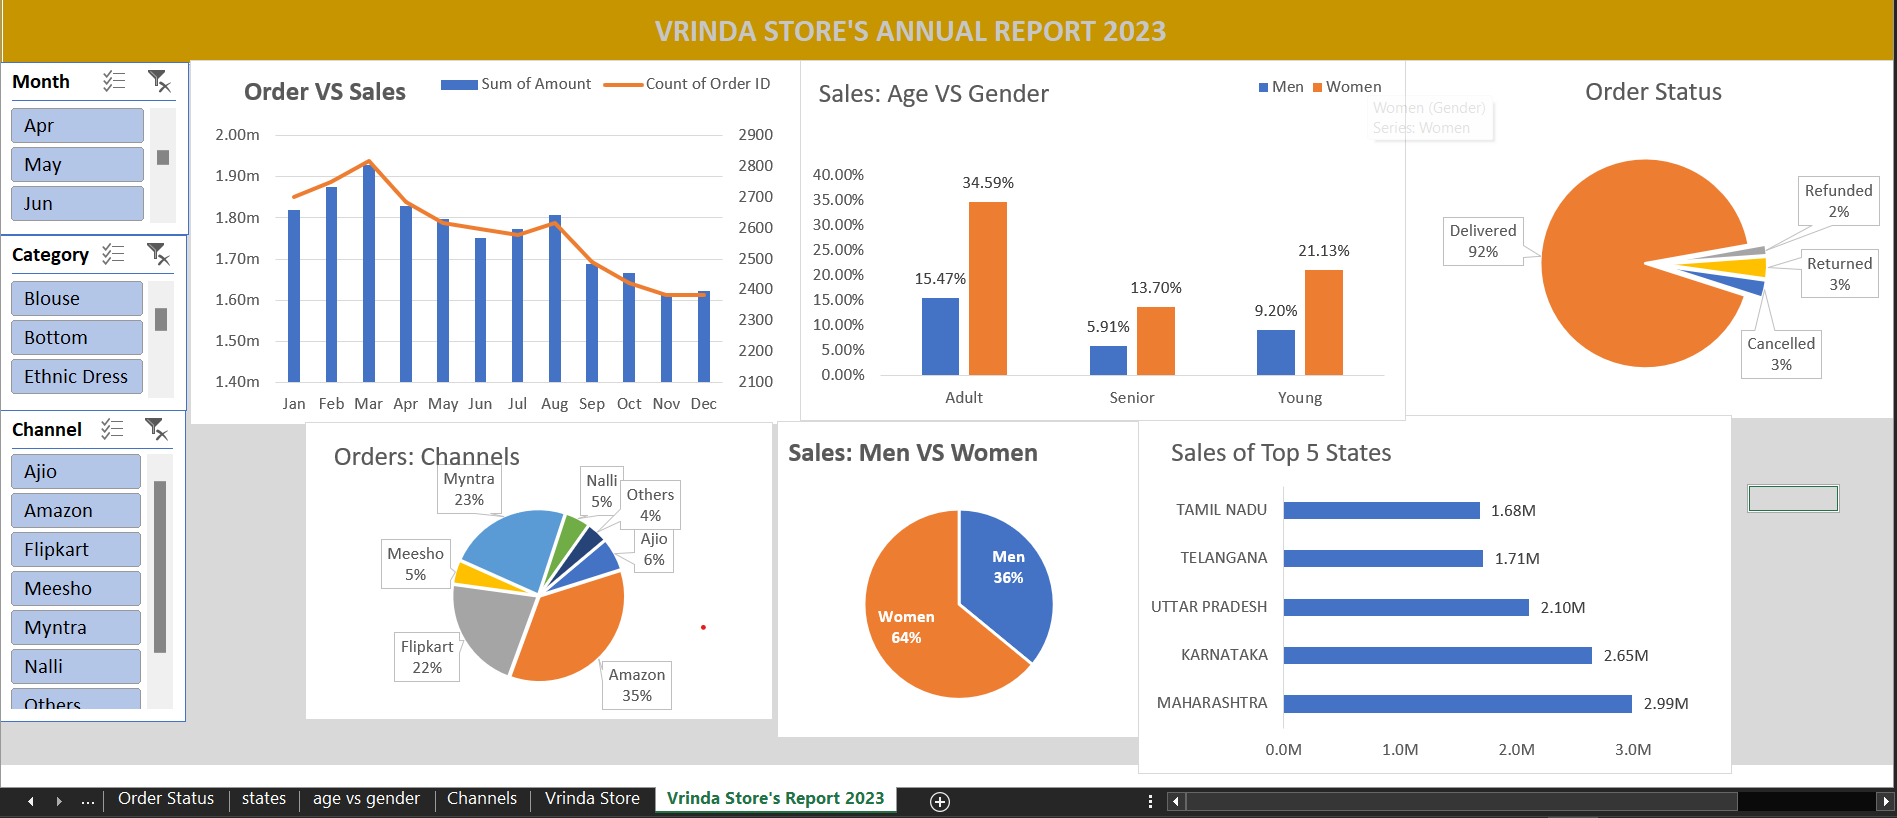 VRINDA STORE'S ANNUAL REPORT 2023
Month
Apr
May
Jun
Category
Blouse
Bottom
Ethnic Dress
Channel
Ajio
Amazon
Flipkart
Meesho
Myntra
Nalli
Others
Order VS Sales
Sum of Amount
Count of Order ID
2.00m
1.90m
1.80m
1.70m
1.60m
1.50m
1.40m
2900
2800
2700
2600
2500
2400
2300
2200
2100
Jan Feb Mar Apr May Jun Jul Aug Sep Oct Nov Dec
Sales: Age VS Gender
Men Women
Women (Gender)
Series: Women
40.00%
35.00%
30.00%
25.00%
20.00%
15.00%
10.00%
5.00%
0.00%
15.47%
34.59%
5.91%
13.70%
9.20%
21.13%
Adult Senior Young
Order Status
Delivered
92%
Refunded
2%
Returned
3%
Cancelled
3%
Orders: Channels
Myntra
23%
Nalli
5%
Others
4%
Ajio
6%
Meesho
5%
Flipkart
22%
Amazon
35%
Sales: Men VS Women
Men
36%
Women
64%
Sales of Top 5 States
TAMIL NADU 1.68M
TELANGANA 1.71M
UTTAR PRADESH 2.10M
KARNATAKA 2.65M
MAHARASHTRA 2.99M
0.0M 1.0M 2.0M 3.0M
... Order Status states age vs gender Channels Vrinda Store Vrinda Store's Report 2023